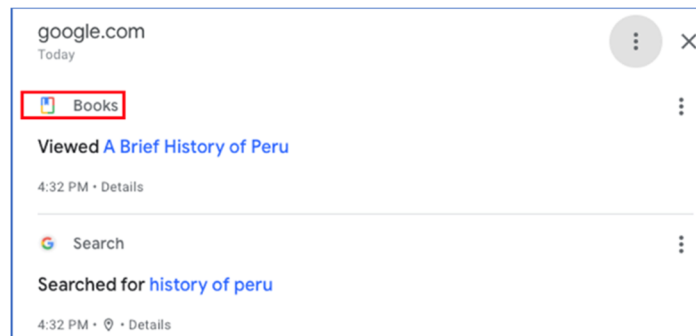 google.com
Today
Books
Viewed A Brief History of Peru
4:32 PM • Details
Search
Searched for history of peru
4:32 PM • • Details